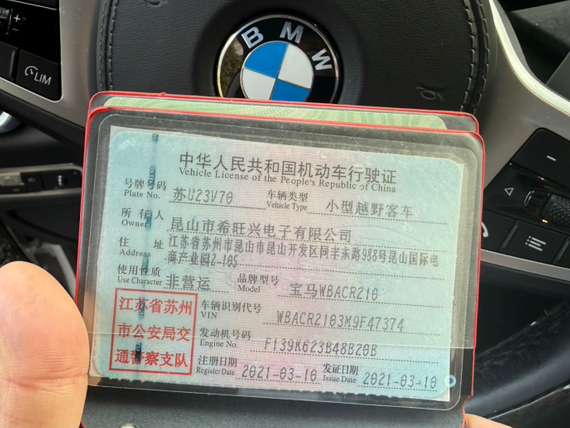 LIM
BMW
中华人民共和国机动车行驶证
Vehicle License of the People's Republic of China
号牌号码 Plate No. 苏U23V70 车辆类型 Vehicle Type 小型越野客车
所有人 Owner 昆山市希旺兴电子有限公司
住址 Address 江苏省苏州市昆山市昆山开发区同丰东路988号昆山国际电
商产业园2-185
使用性质 Use Character 非营运 品牌型号 Model 宝马WBACR210
江苏省苏州
市公安局交
通警察支队
车辆识别代号 VIN WBACR2103M9F47374
发动机号码 Engine No. F139K623B48B20B
注册日期 Register Date 2021-03-10 发证日期 Issue Date 2021-03-10